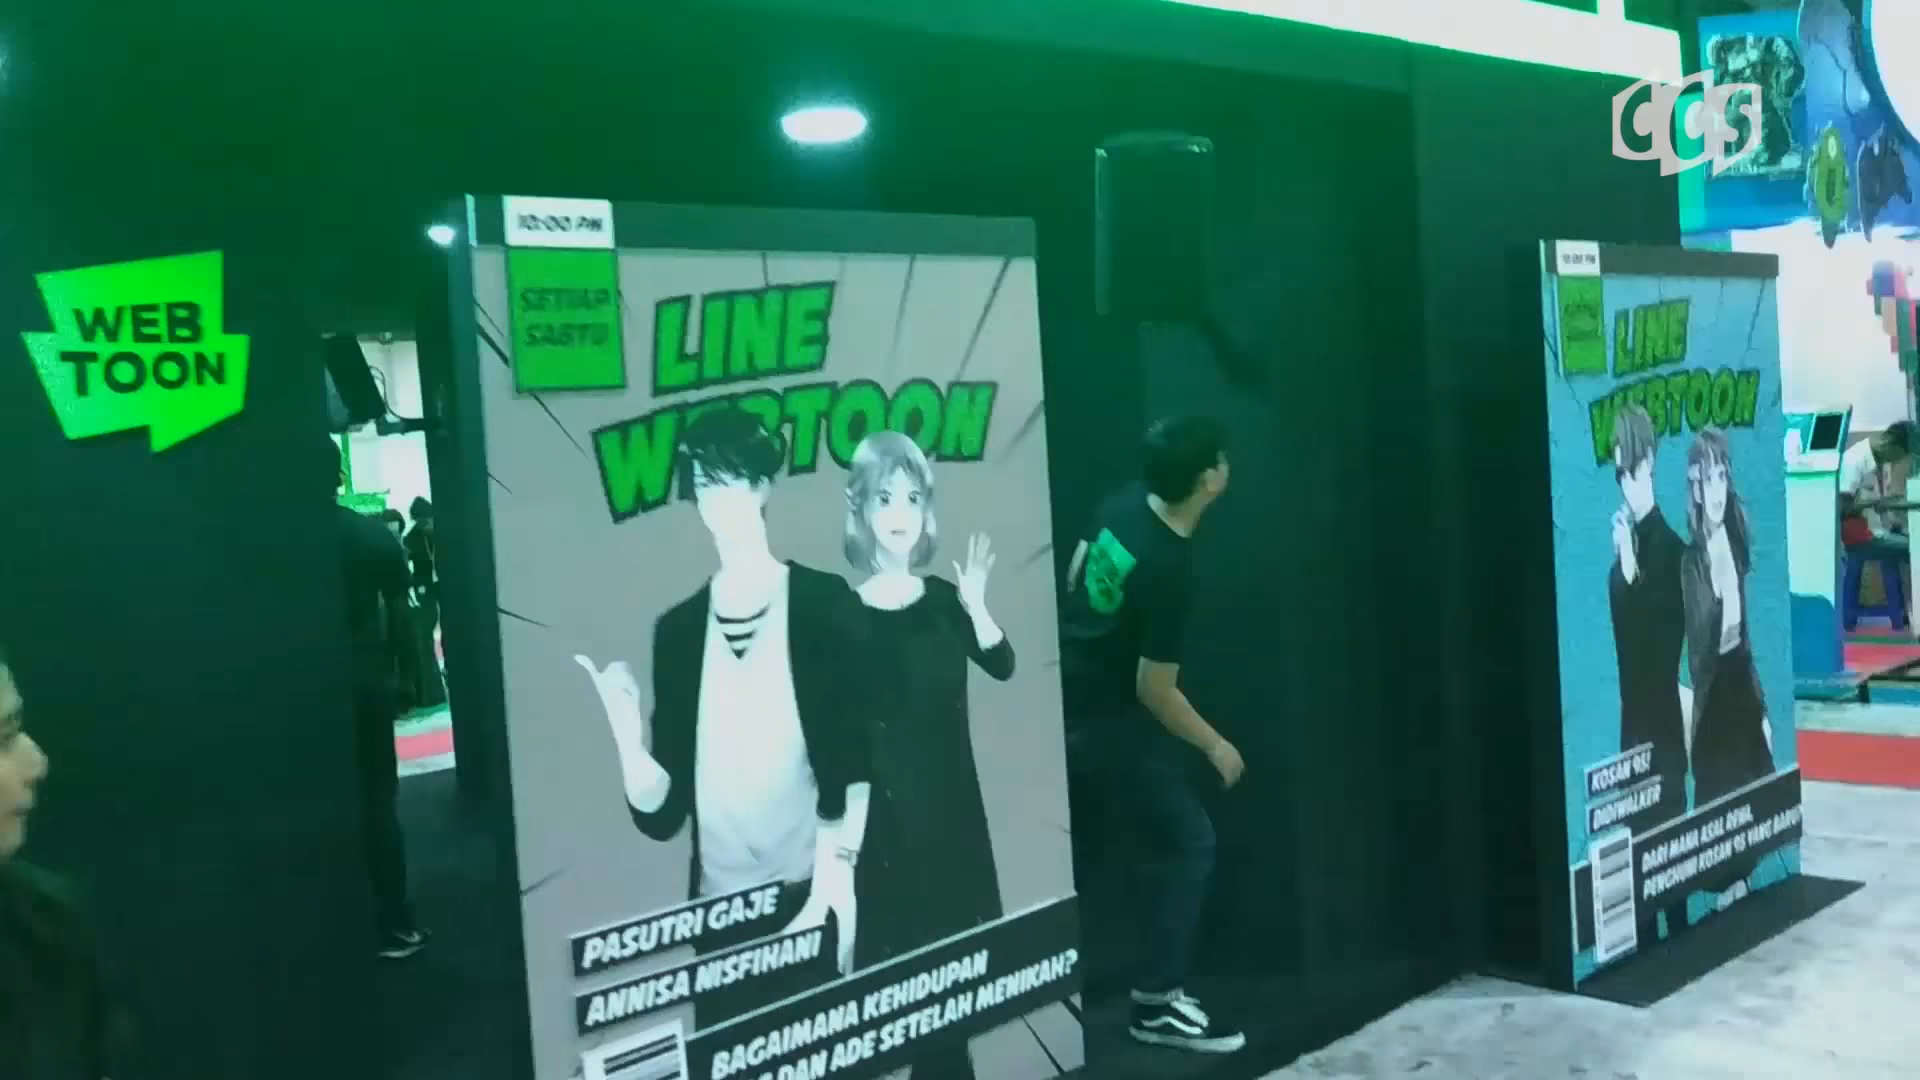 CCS
WEB
TOON
10:00 PM
SETIAP
SABTU
LINE
WEBTOON
PASUTRI GAJE
ANNISA NISFIHANI
BAGAIMANA KEHIDUPAN
DAN ADE SETELAH MENIKAH?
10:00 PM
LINE
WEBTOON
KOSAN 95!
DIDIWALKER
DARI MANA ASAL
PENGHUNI KOSAN 95 YANG BARU